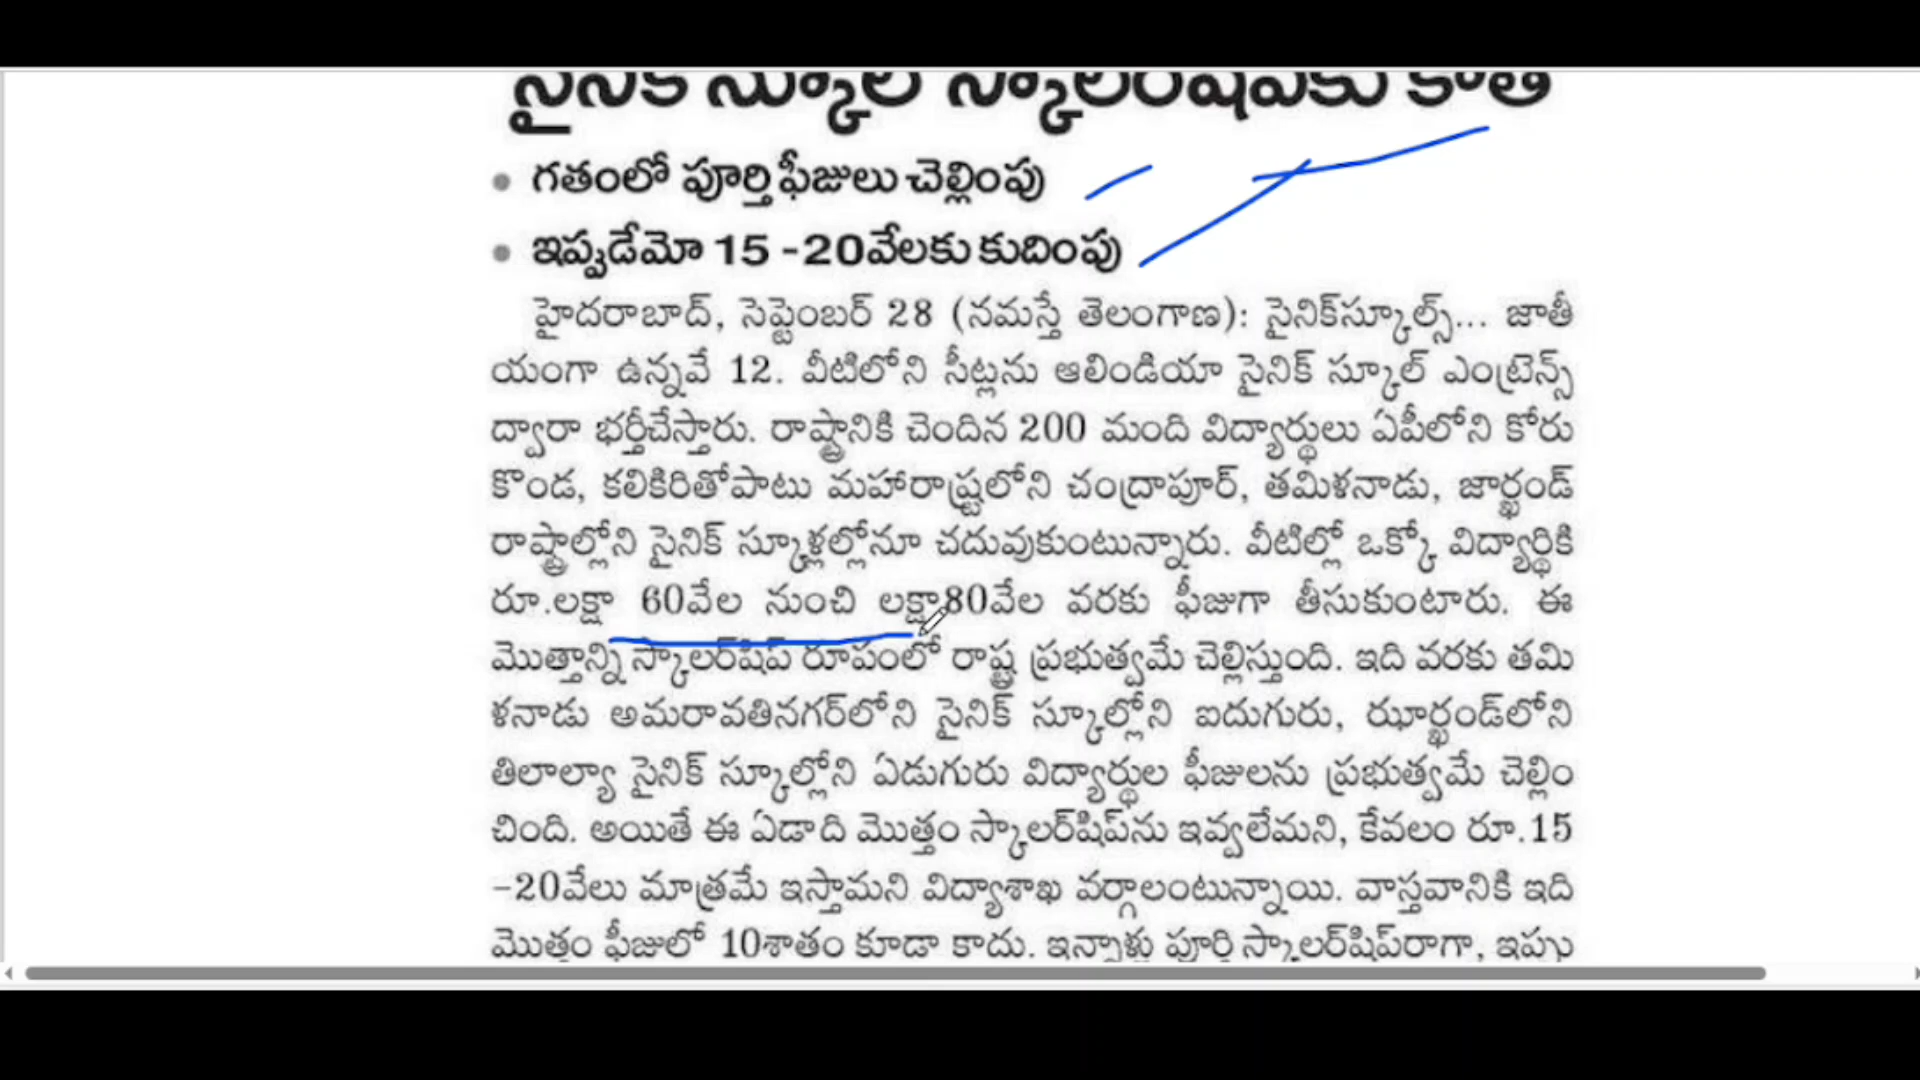 సైనిక్ స్కూల్ స్కాలర్‌షిప్‌కు కోత
• గతంలో పూర్తి ఫీజులు చెల్లింపు
• ఇప్పుడేమో 15 -20వేలకు కుదింపు
హైదరాబాద్, సెప్టెంబర్ 28 (నమస్తే తెలంగాణ): సైనిక్‌స్కూల్స్... జాతీ
యంగా ఉన్నవే 12. వీటిలోని సీట్లను ఆలిండియా సైనిక్ స్కూల్ ఎంట్రెన్స్
ద్వారా భర్తీచేస్తారు. రాష్ట్రానికి చెందిన 200 మంది విద్యార్థులు ఏపీలోని కోరు
కొండ, కలికిరితోపాటు మహారాష్ట్రలోని చంద్రాపూర్, తమిళనాడు, జార్ఖండ్
రాష్ట్రాల్లోని సైనిక్ స్కూళ్లల్లోనూ చదువుకుంటున్నారు. వీటిల్లో ఒక్కో విద్యార్థికి
రూ.లక్షా 60వేల నుంచి లక్షా80వేల వరకు ఫీజుగా తీసుకుంటారు. ఈ
మొత్తాన్ని స్కాలర్‌షిప్ రూపంలో రాష్ట్ర ప్రభుత్వమే చెల్లిస్తుంది. ఇది వరకు తమి
ళనాడు అమరావతినగర్‌లోని సైనిక్ స్కూల్లోని ఐదుగురు, ఝార్ఖండ్‌లోని
తిలాల్యా సైనిక్ స్కూల్లోని ఏడుగురు విద్యార్థుల ఫీజులను ప్రభుత్వమే చెల్లిం
చింది. అయితే ఈ ఏడాది మొత్తం స్కాలర్‌షిప్‌ను ఇవ్వలేమని, కేవలం రూ.15
-20వేలు మాత్రమే ఇస్తామని విద్యాశాఖ వర్గాలంటున్నాయి. వాస్తవానికి ఇది
మొత్తం ఫీజులో 10శాతం కూడా కాదు. ఇన్నాళ్లు పూర్తి స్కాలర్‌షిప్‌రాగా, ఇప్పు